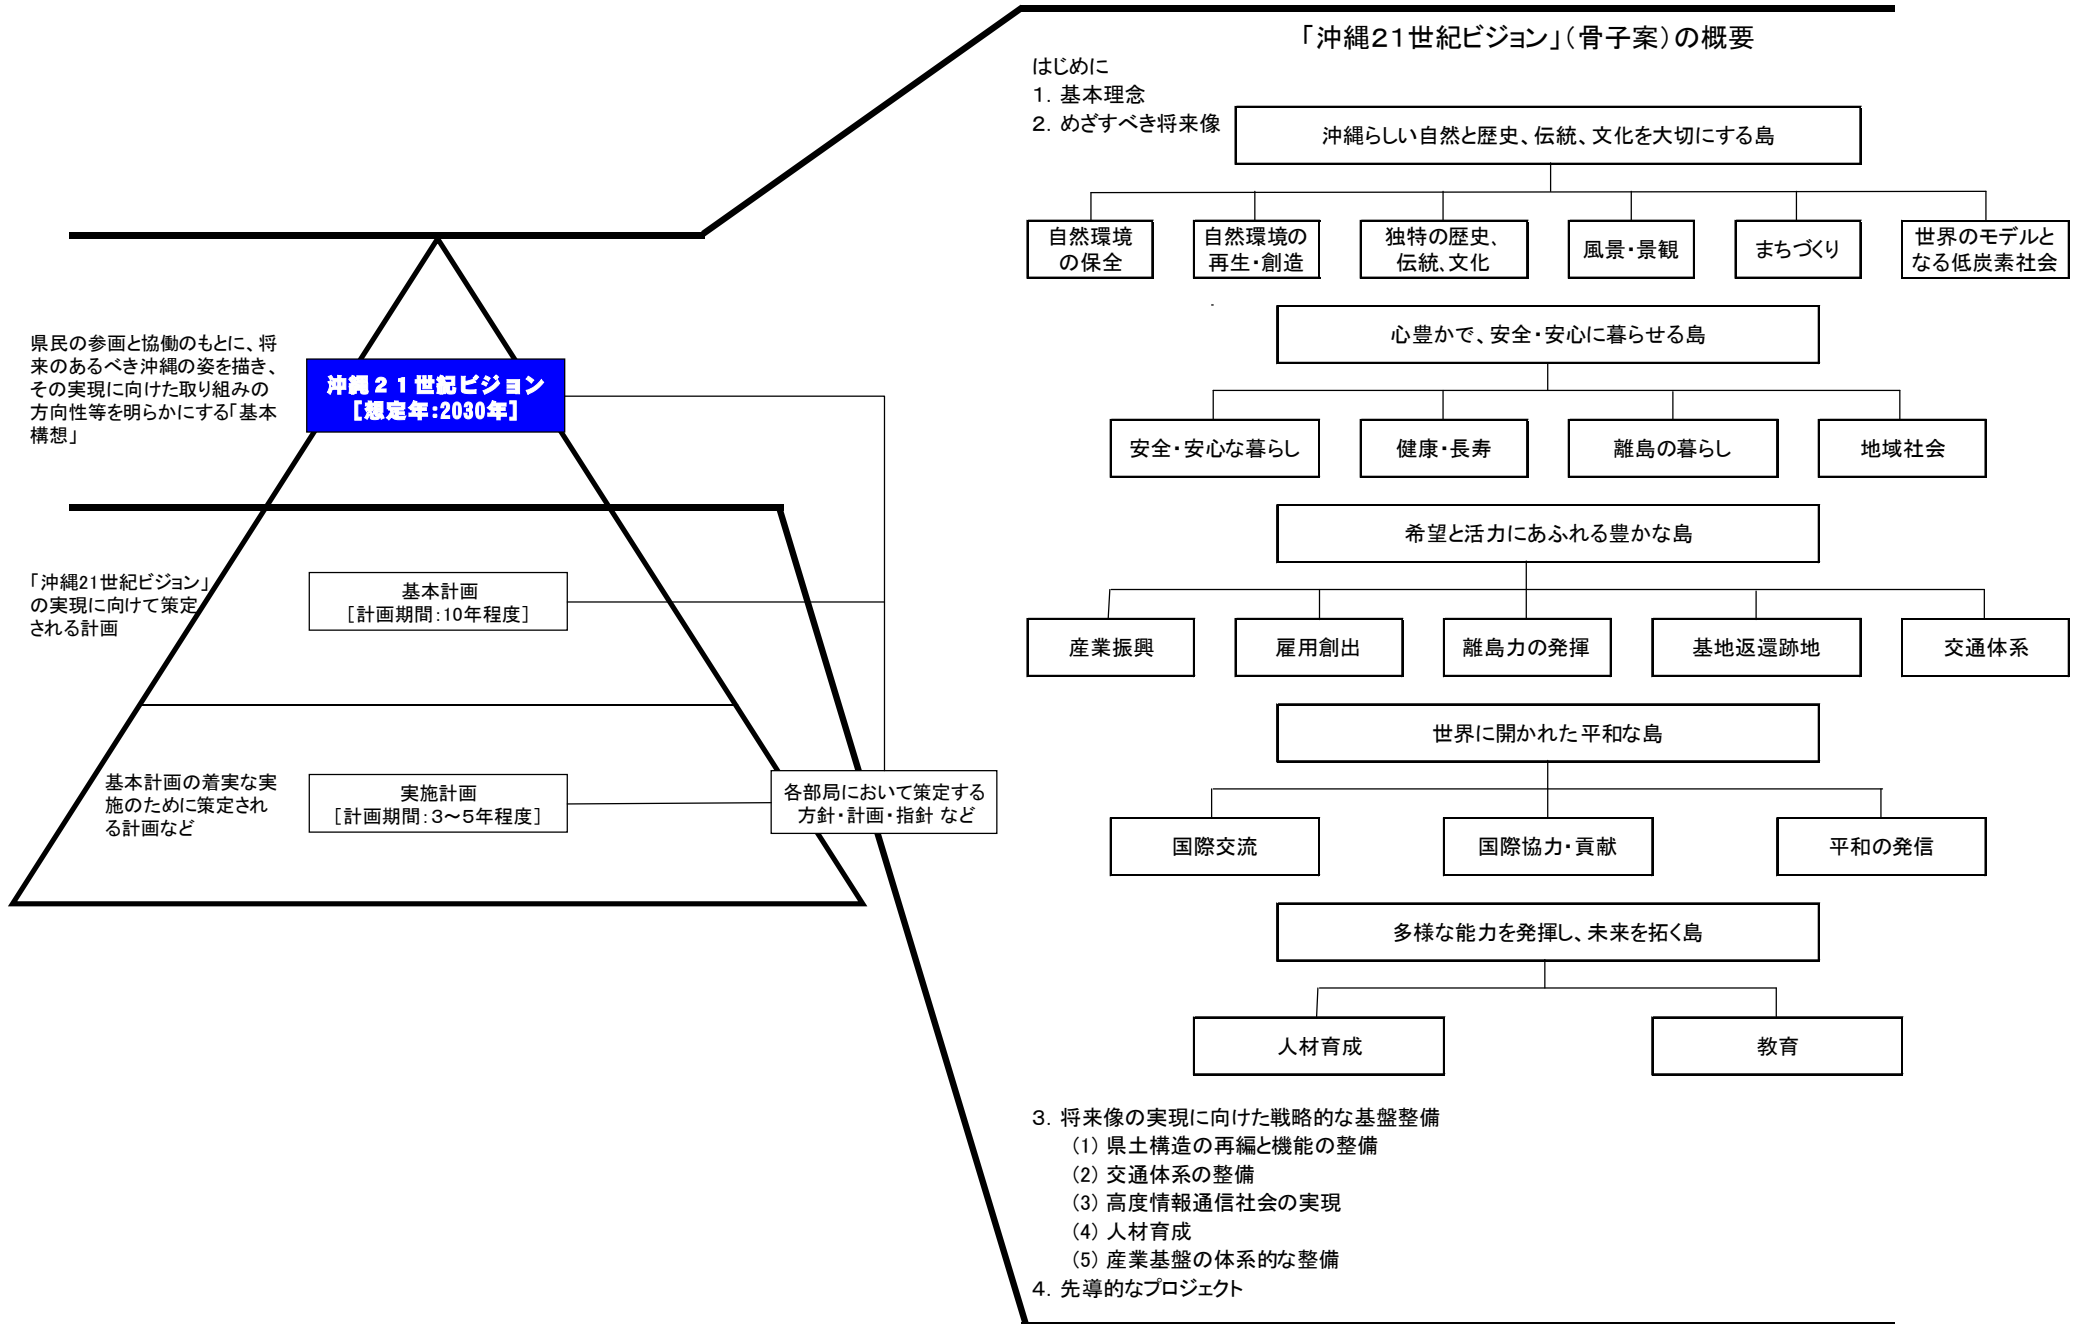 「沖縄21世紀ビジョン」(骨子案)の概要
はじめに
1. 基本理念
2. めざすべき将来像
沖縄らしい自然と歴史、伝統、文化を大切にする島
自然環境
の保全
自然環境の
再生・創造
独特の歴史、
伝統、文化
風景・景観
まちづくり
世界のモデルと
なる低炭素社会
心豊かで、安全・安心に暮らせる島
安全・安心な暮らし
健康・長寿
離島の暮らし
地域社会
希望と活力にあふれる豊かな島
産業振興
雇用創出
離島力の発揮
基地返還跡地
交通体系
世界に開かれた平和な島
国際交流
国際協力・貢献
平和の発信
多様な能力を発揮し、未来を拓く島
人材育成
教育
3. 将来像の実現に向けた戦略的な基盤整備
(1) 県土構造の再編と機能の整備
(2) 交通体系の整備
(3) 高度情報通信社会の実現
(4) 人材育成
(5) 産業基盤の体系的な整備
4. 先導的なプロジェクト
県民の参画と協働のもとに、将
来のあるべき沖縄の姿を描き、
その実現に向けた取り組みの
方向性等を明らかにする「基本
構想」
沖縄21世紀ビジョン
[想定年:2030年]
「沖縄21世紀ビジョン」
の実現に向けて策定
される計画
基本計画
[計画期間:10年程度]
基本計画の着実な実
施のために策定され
る計画など
実施計画
[計画期間:3～5年程度]
各部局において策定する
方針・計画・指針 など